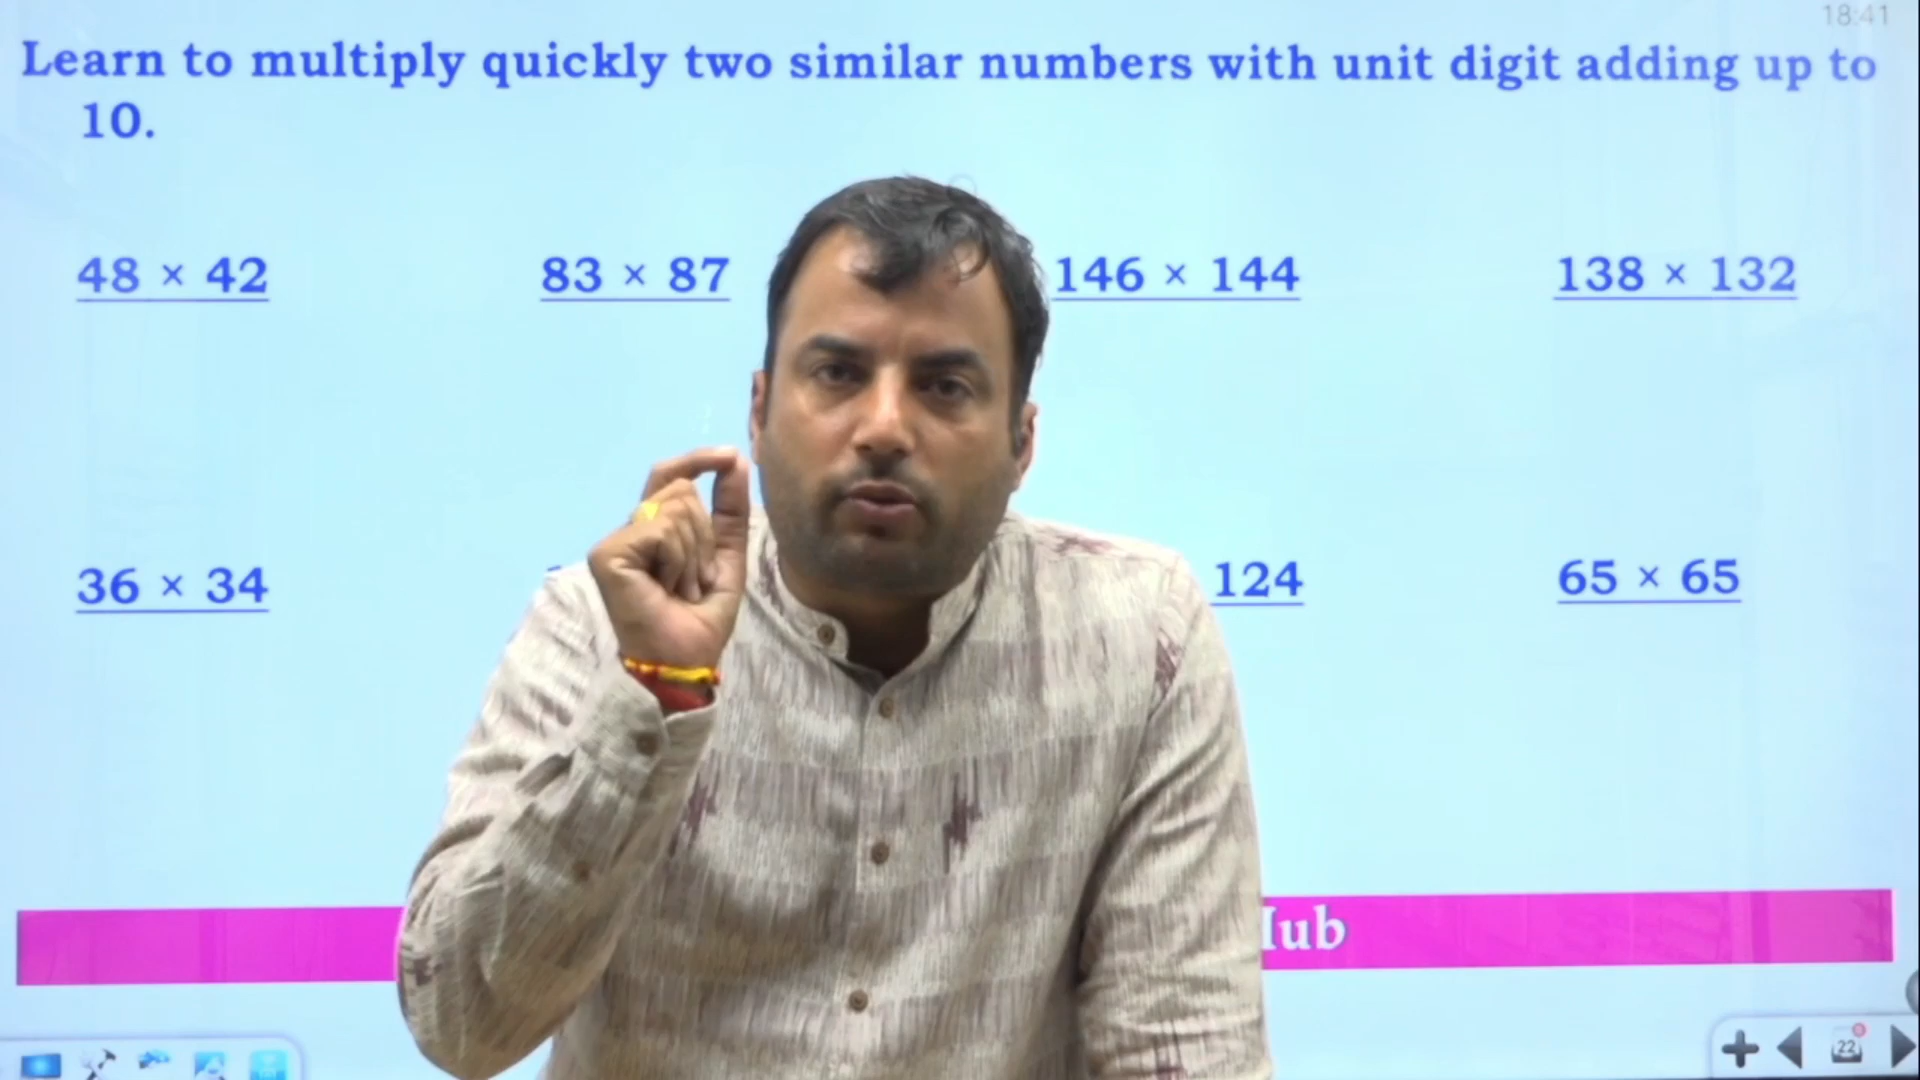 18:41
Learn to multiply quickly two similar numbers with unit digit adding up to
10.
48 × 42
83 × 87
146 × 144
138 × 132
36 × 34
124
65 × 65
22